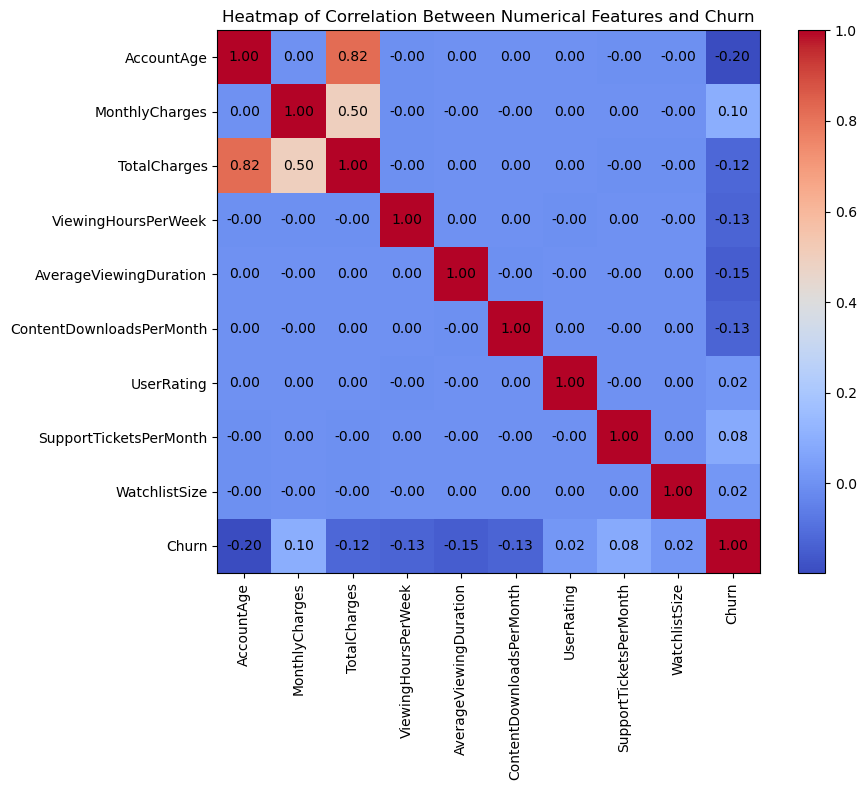 Heatmap of Correlation Between Numerical Features and Churn
AccountAge 1.00 0.00 0.82 -0.00 0.00 0.00 0.00 -0.00 -0.00 -0.20
MonthlyCharges 0.00 1.00 0.50 -0.00 -0.00 -0.00 0.00 0.00 -0.00 0.10
TotalCharges 0.82 0.50 1.00 -0.00 0.00 0.00 0.00 -0.00 -0.00 -0.12
ViewingHoursPerWeek -0.00 -0.00 -0.00 1.00 0.00 0.00 -0.00 0.00 -0.00 -0.13
AverageViewingDuration 0.00 -0.00 0.00 0.00 1.00 -0.00 -0.00 -0.00 0.00 -0.15
ContentDownloadsPerMonth 0.00 -0.00 0.00 0.00 -0.00 1.00 0.00 -0.00 0.00 -0.13
UserRating 0.00 0.00 0.00 -0.00 -0.00 0.00 1.00 -0.00 0.00 0.02
SupportTicketsPerMonth -0.00 0.00 -0.00 0.00 -0.00 -0.00 -0.00 1.00 0.00 0.08
WatchlistSize -0.00 -0.00 -0.00 -0.00 0.00 0.00 0.00 0.00 1.00 0.02
Churn -0.20 0.10 -0.12 -0.13 -0.15 -0.13 0.02 0.08 0.02 1.00
AccountAge
MonthlyCharges
TotalCharges
ViewingHoursPerWeek
AverageViewingDuration
ContentDownloadsPerMonth
UserRating
SupportTicketsPerMonth
WatchlistSize
Churn
1.0
0.8
0.6
0.4
0.2
0.0